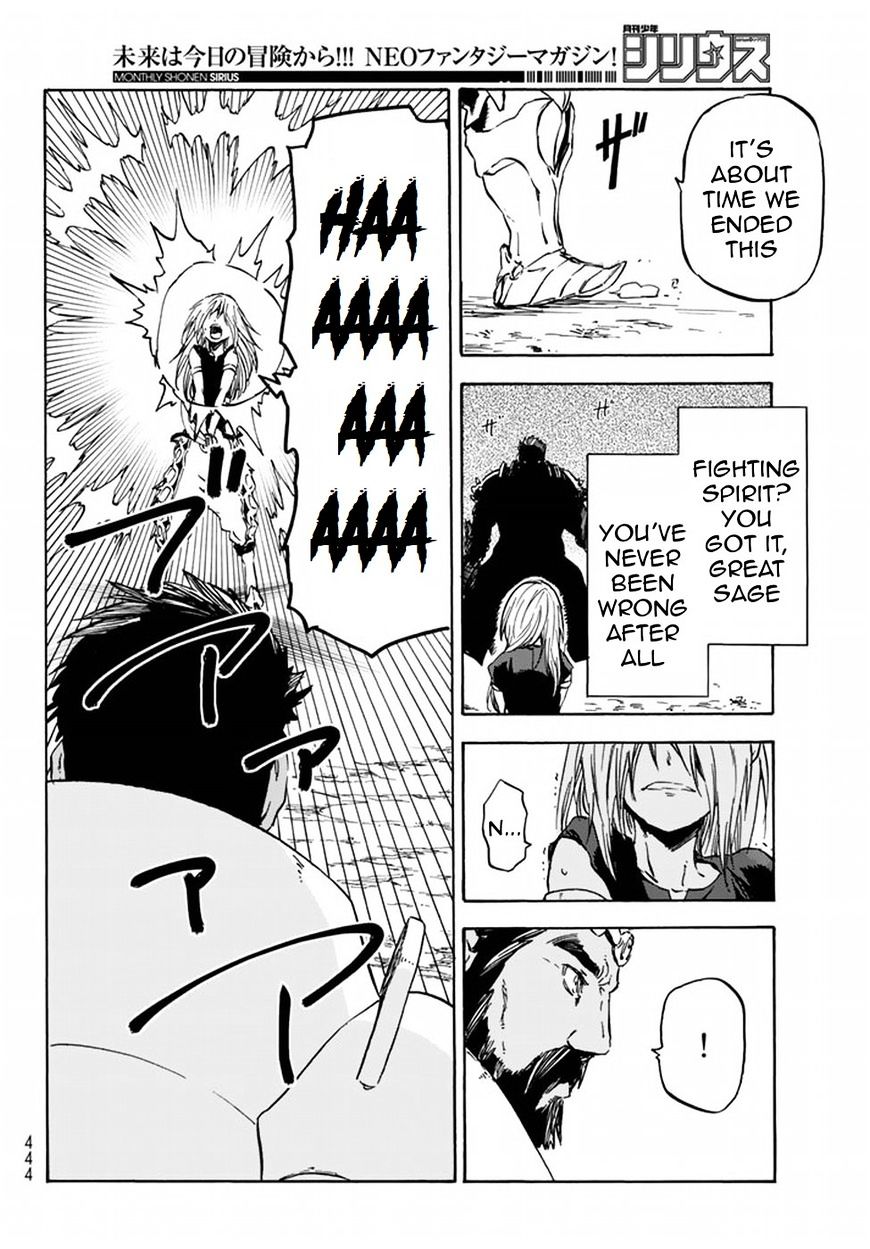 未来は今日の冒険から!!! NEOファンタジーマガジン!
MONTHLY SHONEN SIRIUS
月刊少年
シリウス
IT'S
ABOUT
TIME WE
ENDED
THIS
ザ
FIGHTING
SPIRIT?
YOU
GOT IT,
GREAT
SAGE
YOU'VE
NEVER
BEEN
WRONG
AFTER
ALL
ザ
ザ
N...
!
HAA
AAAA
AAA
AAAA
ア
ア
ア
ア
ァ
444